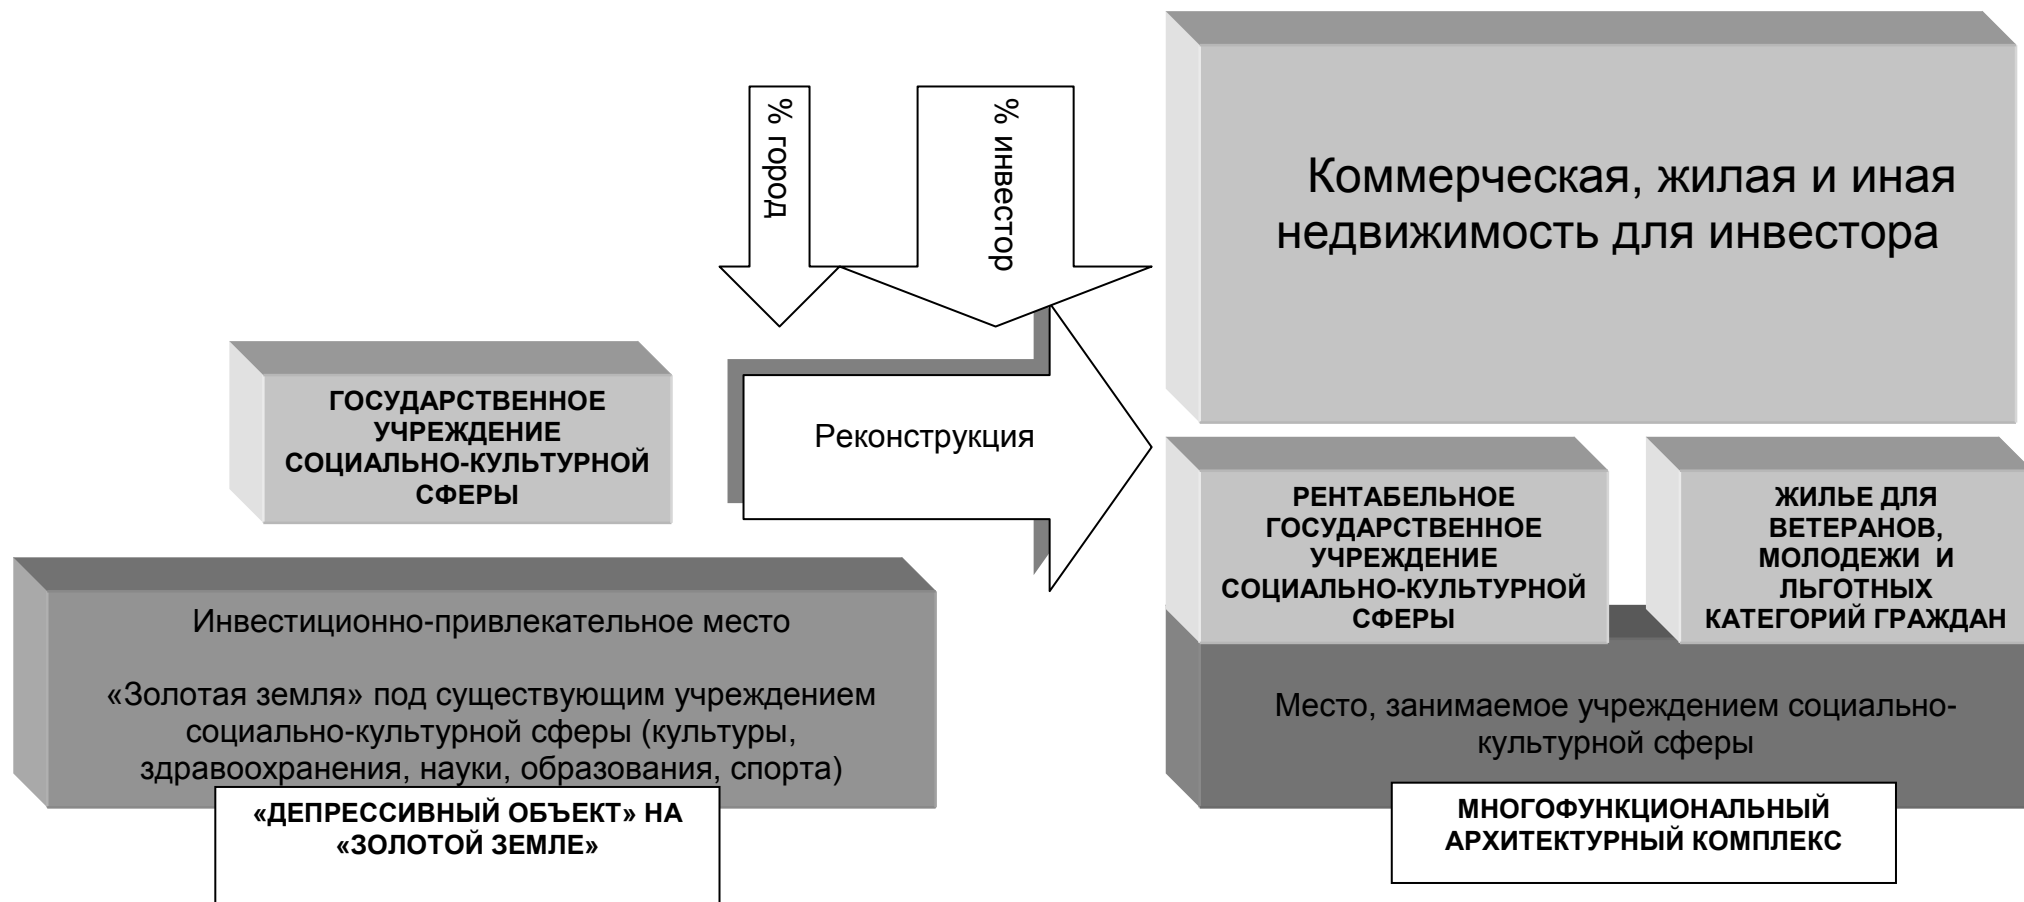 % город
% инвестор
Коммерческая, жилая и иная
недвижимость для инвестора
ГОСУДАРСТВЕННОЕ
УЧРЕЖДЕНИЕ
СОЦИАЛЬНО-КУЛЬТУРНОЙ
СФЕРЫ
Реконструкция
РЕНТАБЕЛЬНОЕ
ГОСУДАРСТВЕННОЕ
УЧРЕЖДЕНИЕ
СОЦИАЛЬНО-КУЛЬТУРНОЙ
СФЕРЫ
ЖИЛЬЕ ДЛЯ
ВЕТЕРАНОВ,
МОЛОДЕЖИ И
ЛЬГОТНЫХ
КАТЕГОРИЙ ГРАЖДАН
Инвестиционно-привлекательное место
«Золотая земля» под существующим учреждением
социально-культурной сферы (культуры,
здравоохранения, науки, образования, спорта)
«ДЕПРЕССИВНЫЙ ОБЪЕКТ» НА
«ЗОЛОТОЙ ЗЕМЛЕ»
Место, занимаемое учреждением социально-
культурной сферы
МНОГОФУНКЦИОНАЛЬНЫЙ
АРХИТЕКТУРНЫЙ КОМПЛЕКС